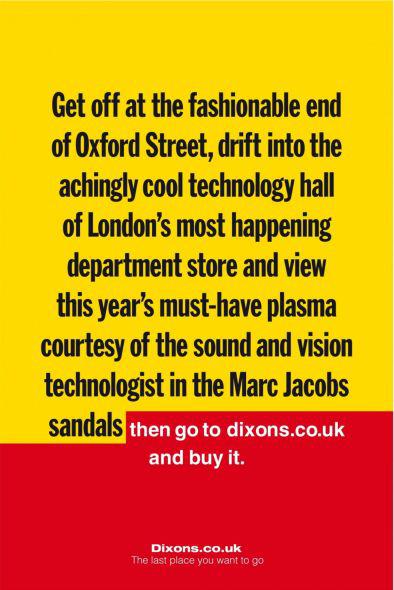 Get off at the fashionable end
of Oxford Street, drift into the
achingly cool technology hall
of London's most happening
department store and view
this year's must-have plasma
courtesy of the sound and vision
technologist in the Marc Jacobs
sandals then go to dixons.co.uk
and buy it.
Dixons.co.uk
The last place you want to go